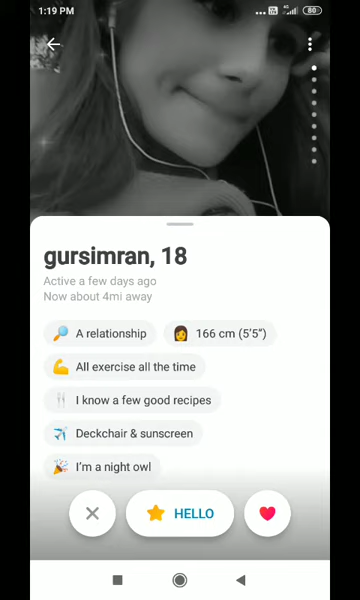 1:19 PM
4G
80
gursimran, 18
Active a few days ago
Now about 4mi away
A relationship
166 cm (5'5")
All exercise all the time
I know a few good recipes
Deckchair & sunscreen
I'm a night owl
HELLO